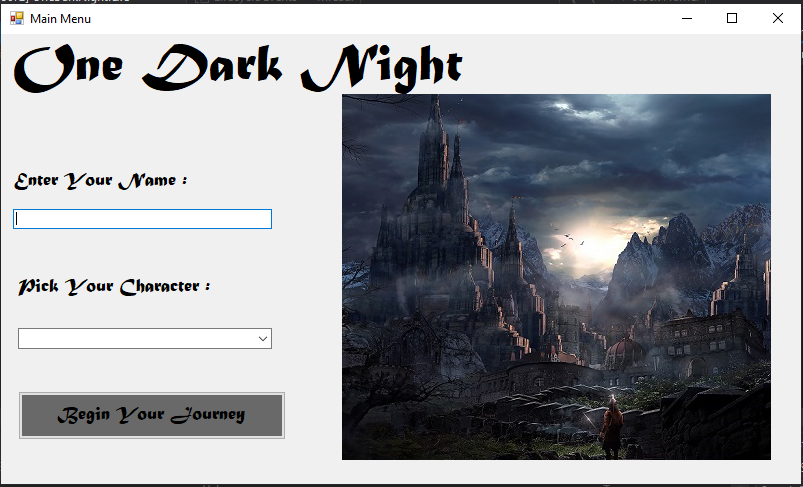 Main Menu
One Dark Night
Enter Your Name :
Pick Your Character :
Begin Your Journey